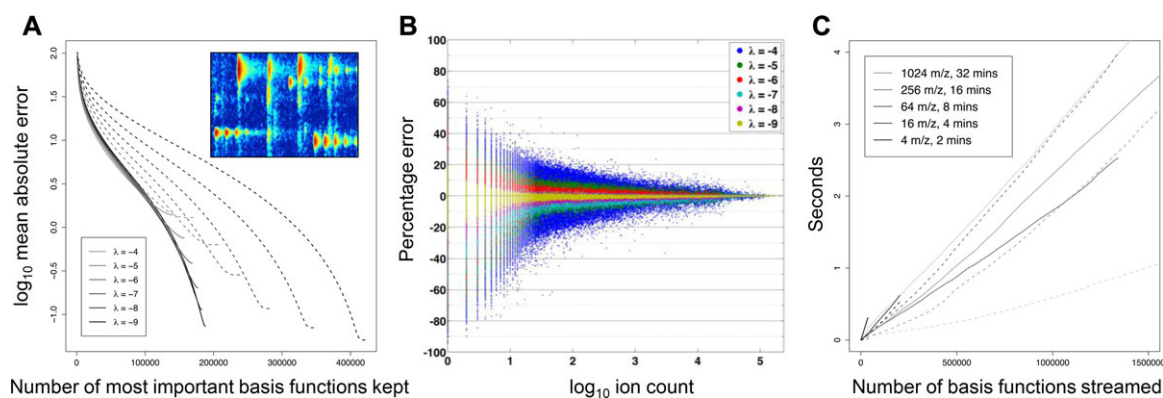 A
B
C
log10 mean absolute error
2.0
1.5
1.0
0.5
0.0
-0.5
-1.0
λ = -4
λ = -5
λ = -6
λ = -7
λ = -8
λ = -9
0
100000
200000
300000
400000
Number of most important basis functions kept
Percentage error
100
80
60
40
20
0
-20
-40
-60
-80
-100
λ = -4
λ = -5
λ = -6
λ = -7
λ = -8
λ = -9
0
1
2
3
4
5
log10 ion count
Seconds
4
3
2
1
0
1024 m/z, 32 mins
256 m/z, 16 mins
64 m/z, 8 mins
16 m/z, 4 mins
4 m/z, 2 mins
0
500000
1000000
1500000
Number of basis functions streamed